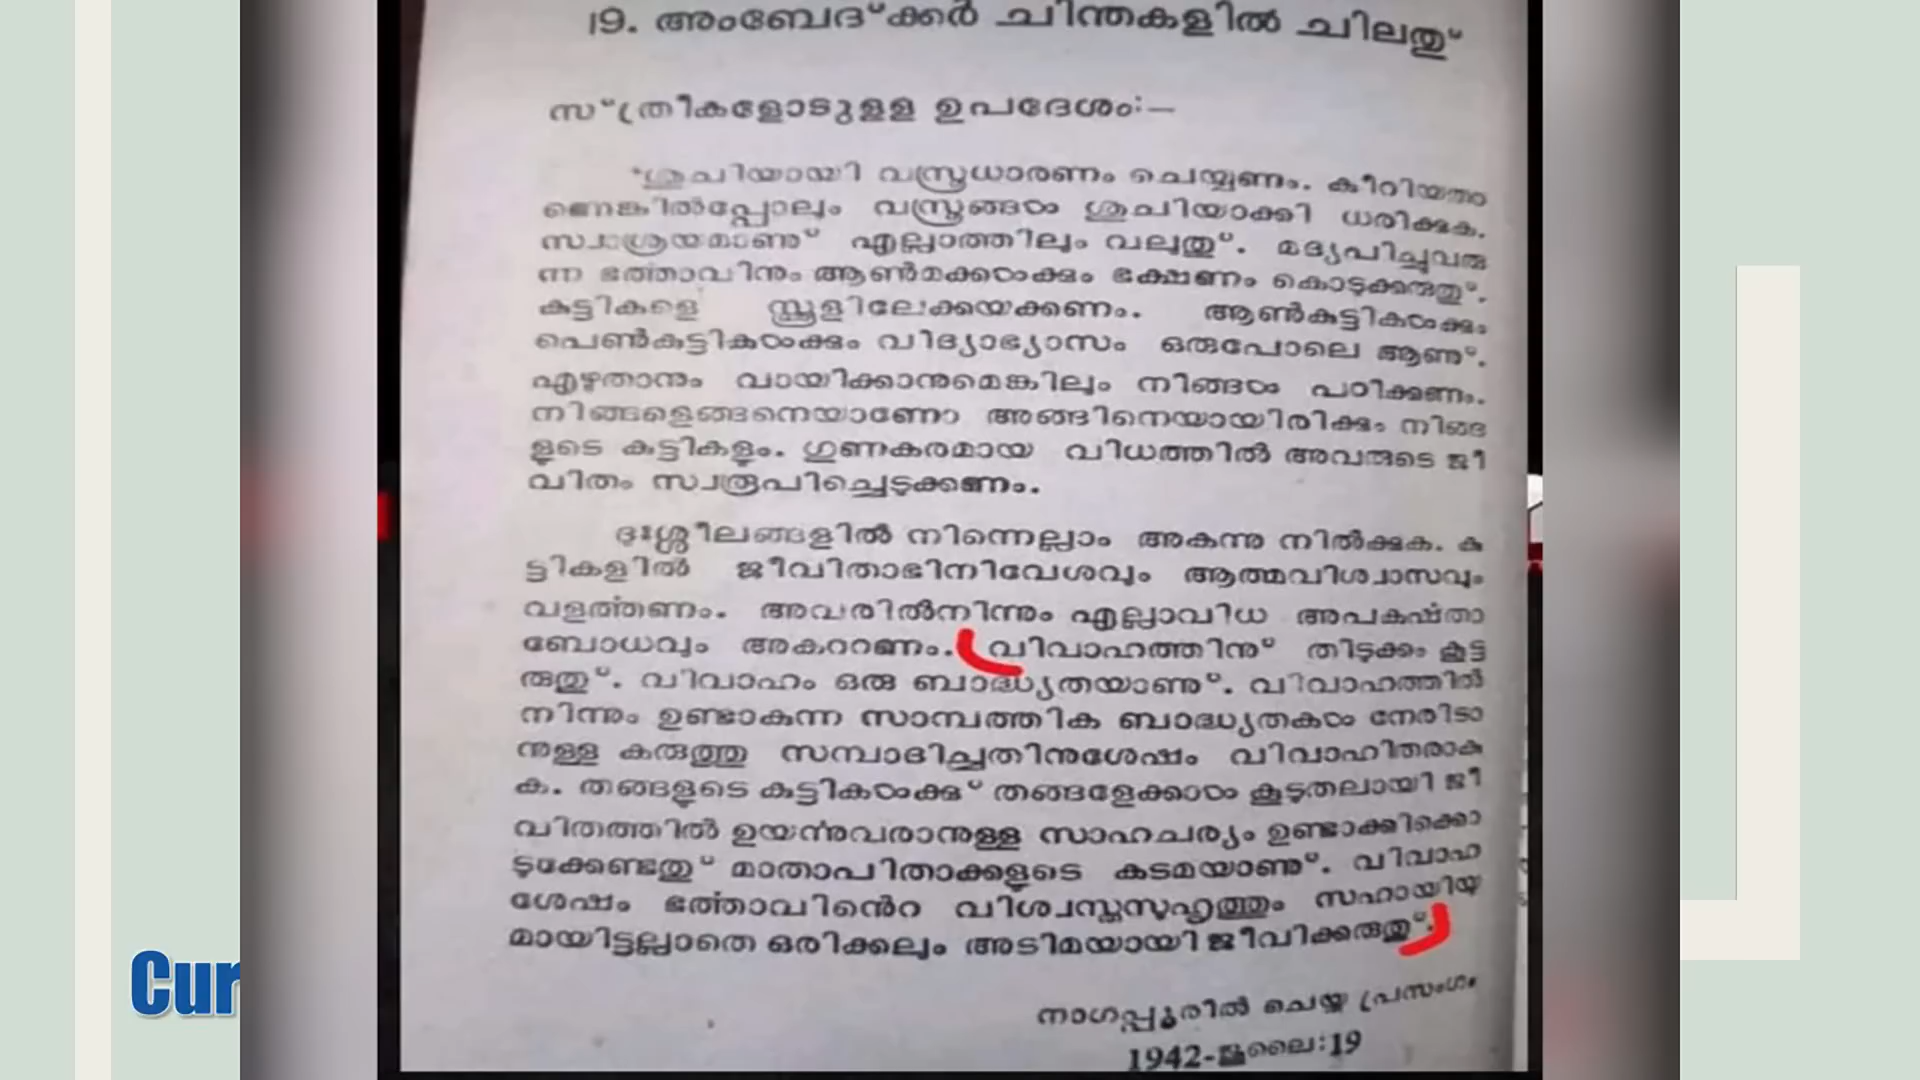 19. അംബേദ്ക്കർ ചിന്തകളിൽ ചിലതു്
സ്ത്രീകളോടുള്ള ഉപദേശം:—
"ശുചിയായി വസ്ത്രധാരണം ചെയ്യണം. കീറിയതാ
ണെങ്കിൽപ്പോലും വസ്ത്രങ്ങൾ ശുചിയാക്കി ധരിക്കുക.
സ്വാശ്രയമാണു് എല്ലാത്തിലും വലുതു്. മദ്യപിച്ചുവരു
ന്ന ഭർത്താവിനും ആൺമക്കൾക്കും ഭക്ഷണം കൊടുക്കരുതു്.
കുട്ടികളെ സ്ക്കൂളിലേക്കയക്കണം. ആൺകുട്ടികൾക്കും
പെൺകുട്ടികൾക്കും വിദ്യാഭ്യാസം ഒരുപോലെ ആണു്.
എഴുതാനും വായിക്കാനുമെങ്കിലും നിങ്ങൾ പഠിക്കണം.
നിങ്ങളെങ്ങനെയാണോ അങ്ങിനെയായിരിക്കും നിങ്ങ
ളുടെ കുട്ടികളും. ഗുണകരമായ വിധത്തിൽ അവരുടെ ജീ
വിതം സ്വരൂപിച്ചെടുക്കണം.
ദുശ്ശീലങ്ങളിൽ നിന്നെല്ലാം അകന്നു നിൽക്കുക. കു
ട്ടികളിൽ ജീവിതാഭിനിവേശവും ആത്മവിശ്വാസവും
വളർത്തണം. അവരിൽനിന്നും എല്ലാവിധ അപകഷ്താ
ബോധവും അകററണം. വിവാഹത്തിനു് തിടുക്കം കൂട്ട
രുതു്. വിവാഹം ഒരു ബാദ്ധ്യതയാണു്. വിവാഹത്തിൽ
നിന്നും ഉണ്ടാകുന്ന സാമ്പത്തിക ബാദ്ധ്യതകൾ നേരിടാ
നുള്ള കരുത്തു സമ്പാദിച്ചതിനുശേഷം വിവാഹിതരാകു
ക. തങ്ങളുടെ കുട്ടികൾക്കു് തങ്ങളേക്കാൾ കൂടുതലായി ജീ
വിതത്തിൽ ഉയർന്നുവരാനുള്ള സാഹചര്യം ഉണ്ടാക്കിക്കൊ
ടുക്കേണ്ടതു് മാതാപിതാക്കളുടെ കടമയാണു്. വിവാഹ
ശേഷം ഭർത്താവിൻെറ വിശ്വസ്തസുഹൃത്തും സഹായിയു
മായിട്ടല്ലാതെ ഒരിക്കലും അടിമയായി ജീവിക്കരുതു്.
നാഗപ്പൂരിൽ ചെയ്ത പ്രസംഗം
1942-ജൂലൈ:19
Cur